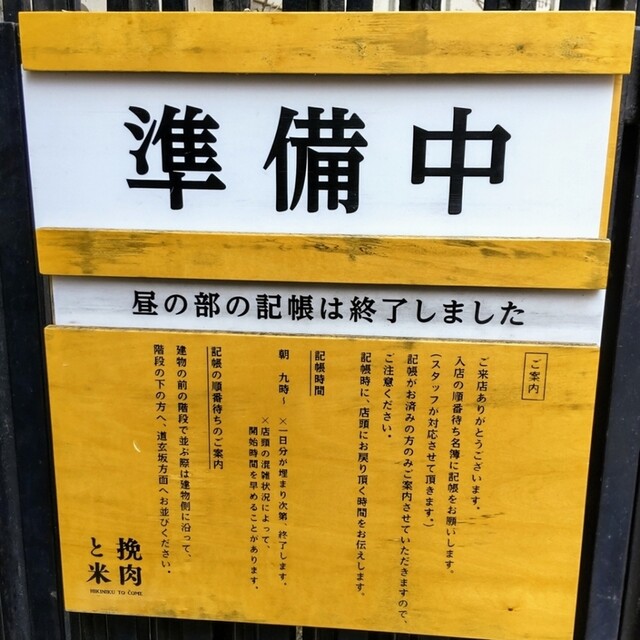 準備中
昼の部の記帳は終了しました
ご案内
ご来店ありがとうございます。
入店の順番待ち名簿に記帳をお願いします。
(スタッフが対応させて頂きます。)
記帳がお済みの方のみご案内させていただきますので、
ご注意ください。
記帳時に、店頭にお戻り頂く時間をお伝えします。
記帳時間
朝 九時~ ×一日分が埋まり次第、終了します。
×店頭の混雑状況によって、
開始時間を早めることがあります。
記帳の順番待ちのご案内
建物の前の階段で並ぶ際は建物側に沿って、
階段の下の方へ、道玄坂方面へお並びください。
挽肉
と米
HIKINIKU TO COME